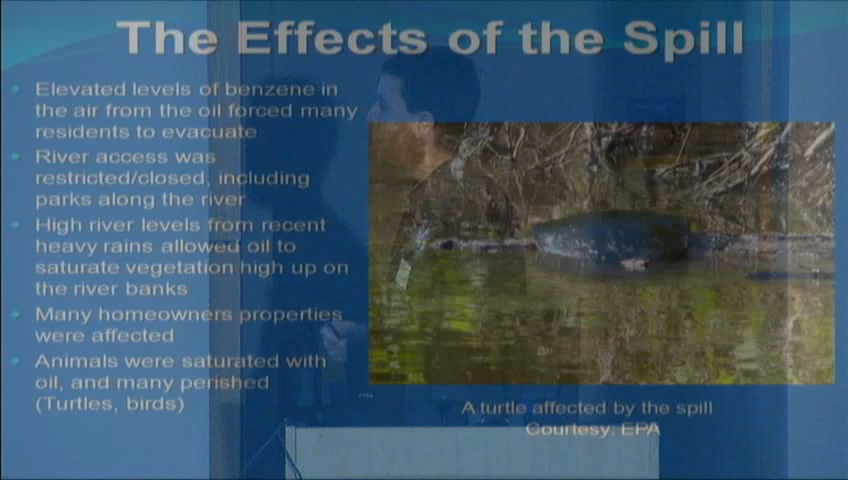 The Effects of the Spill
Elevated levels of benzene in
the air from the oil forced many
residents to evacuate
River access was
restricted/closed, including
parks along the river
High river levels from recent
heavy rains allowed oil to
saturate vegetation high up on
the river banks
Many homeowners properties
were affected
Animals were saturated with
oil, and many perished
(Turtles, birds)
A turtle affected by the spill
Courtesy: EPA